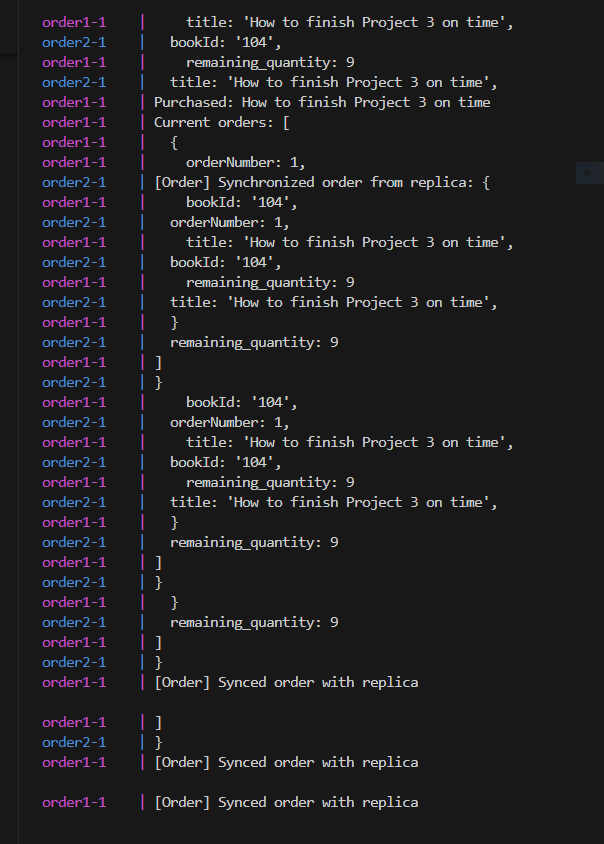 order1-1    |     title: 'How to finish Project 3 on time',
order2-1    |   bookId: '104',
order1-1    |     remaining_quantity: 9
order2-1    |   title: 'How to finish Project 3 on time',
order1-1    | Purchased: How to finish Project 3 on time
order1-1    | Current orders: [
order1-1    |   {
order1-1    |     orderNumber: 1,
order2-1    | [Order] Synchronized order from replica: {
order1-1    |     bookId: '104',
order2-1    |   orderNumber: 1,
order1-1    |     title: 'How to finish Project 3 on time',
order2-1    |   bookId: '104',
order1-1    |     remaining_quantity: 9
order2-1    |   title: 'How to finish Project 3 on time',
order1-1    |   }
order2-1    |   remaining_quantity: 9
order1-1    | ]
order2-1    | }
order1-1    |     bookId: '104',
order2-1    |   orderNumber: 1,
order1-1    |     title: 'How to finish Project 3 on time',
order2-1    |   bookId: '104',
order1-1    |     remaining_quantity: 9
order2-1    |   title: 'How to finish Project 3 on time',
order1-1    |   }
order2-1    |   remaining_quantity: 9
order1-1    | ]
order2-1    | }
order1-1    |   }
order2-1    |   remaining_quantity: 9
order1-1    | ]
order2-1    | }
order1-1    | [Order] Synced order with replica
order1-1    | ]
order2-1    | }
order1-1    | [Order] Synced order with replica
order1-1    | [Order] Synced order with replica